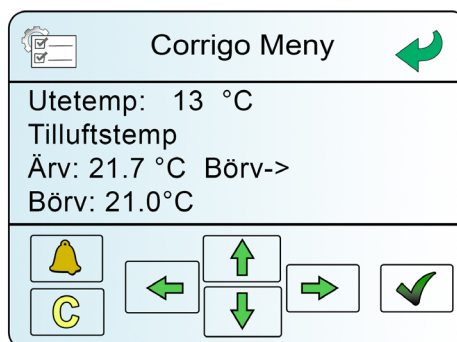 Corrigo Meny
Utetemp: 13 °C
Tilluftstemp
Ärv: 21.7 °C Börv->
Börv: 21.0°C
C